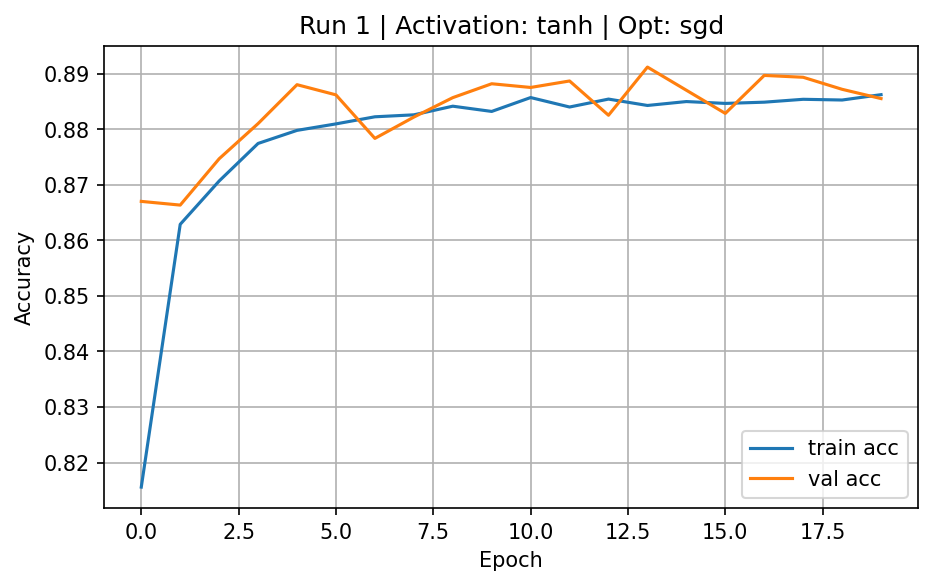 Run 1 | Activation: tanh | Opt: sgd
0.89
0.88
0.87
0.86
0.85
0.84
0.83
0.82
Accuracy
train acc
val acc
0.0 2.5 5.0 7.5 10.0 12.5 15.0 17.5
Epoch